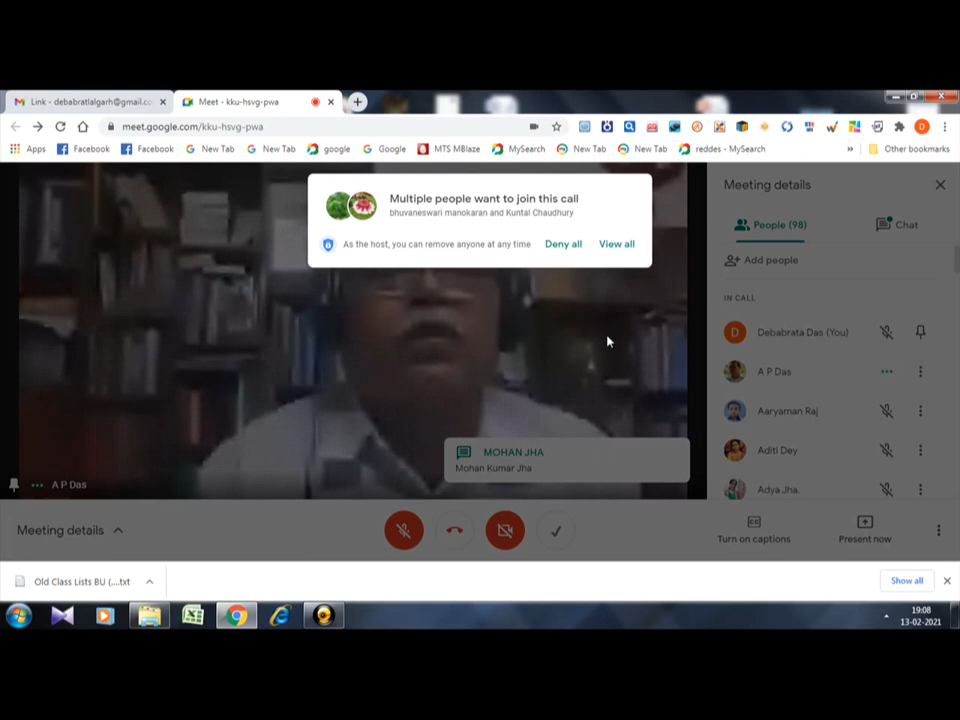 Link - debabratlalgarh@gmail.co
Meet - kku-hsvg-pwa
meet.google.com/kku-hsvg-pwa
D
Apps Facebook Facebook New Tab New Tab google Google MTS MBlaze MySearch New Tab New Tab reddes - MySearch » Other bookmarks
Multiple people want to join this call
bhuvaneswari manokaran and Kuntal Chaudhury
As the host, you can remove anyone at any time Deny all View all
Meeting details
People (98) Chat
Add people
IN CALL
D Debabrata Das (You)
A P Das
Aaryaman Raj
Aditi Dey
Adya Jha.
MOHAN JHA
Mohan Kumar Jha
A P Das
Meeting details
Turn on captions
Present now
Old Class Lists BU (....txt
Show all
19:08
13-02-2021